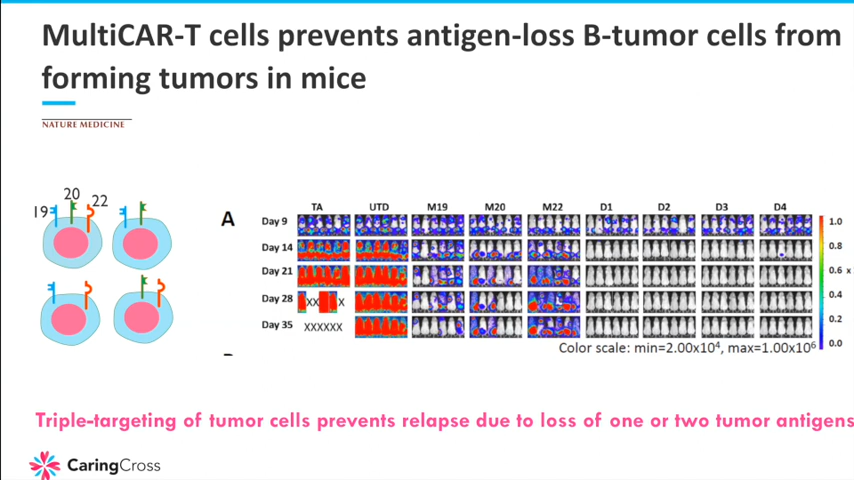 MultiCAR-T cells prevents antigen-loss B-tumor cells from
forming tumors in mice
NATURE MEDICINE
19
20
22
A
TA UTD M19 M20 M22 D1 D2 D3 D4
Day 9
Day 14
Day 21
Day 28
XX X
Day 35
XXXXXX
1.0
0.8
0.6 x
0.4
0.2
0.0
Color scale: min=2.00x10⁴, max=1.00x10⁶
Triple-targeting of tumor cells prevents relapse due to loss of one or two tumor antigens
CaringCross